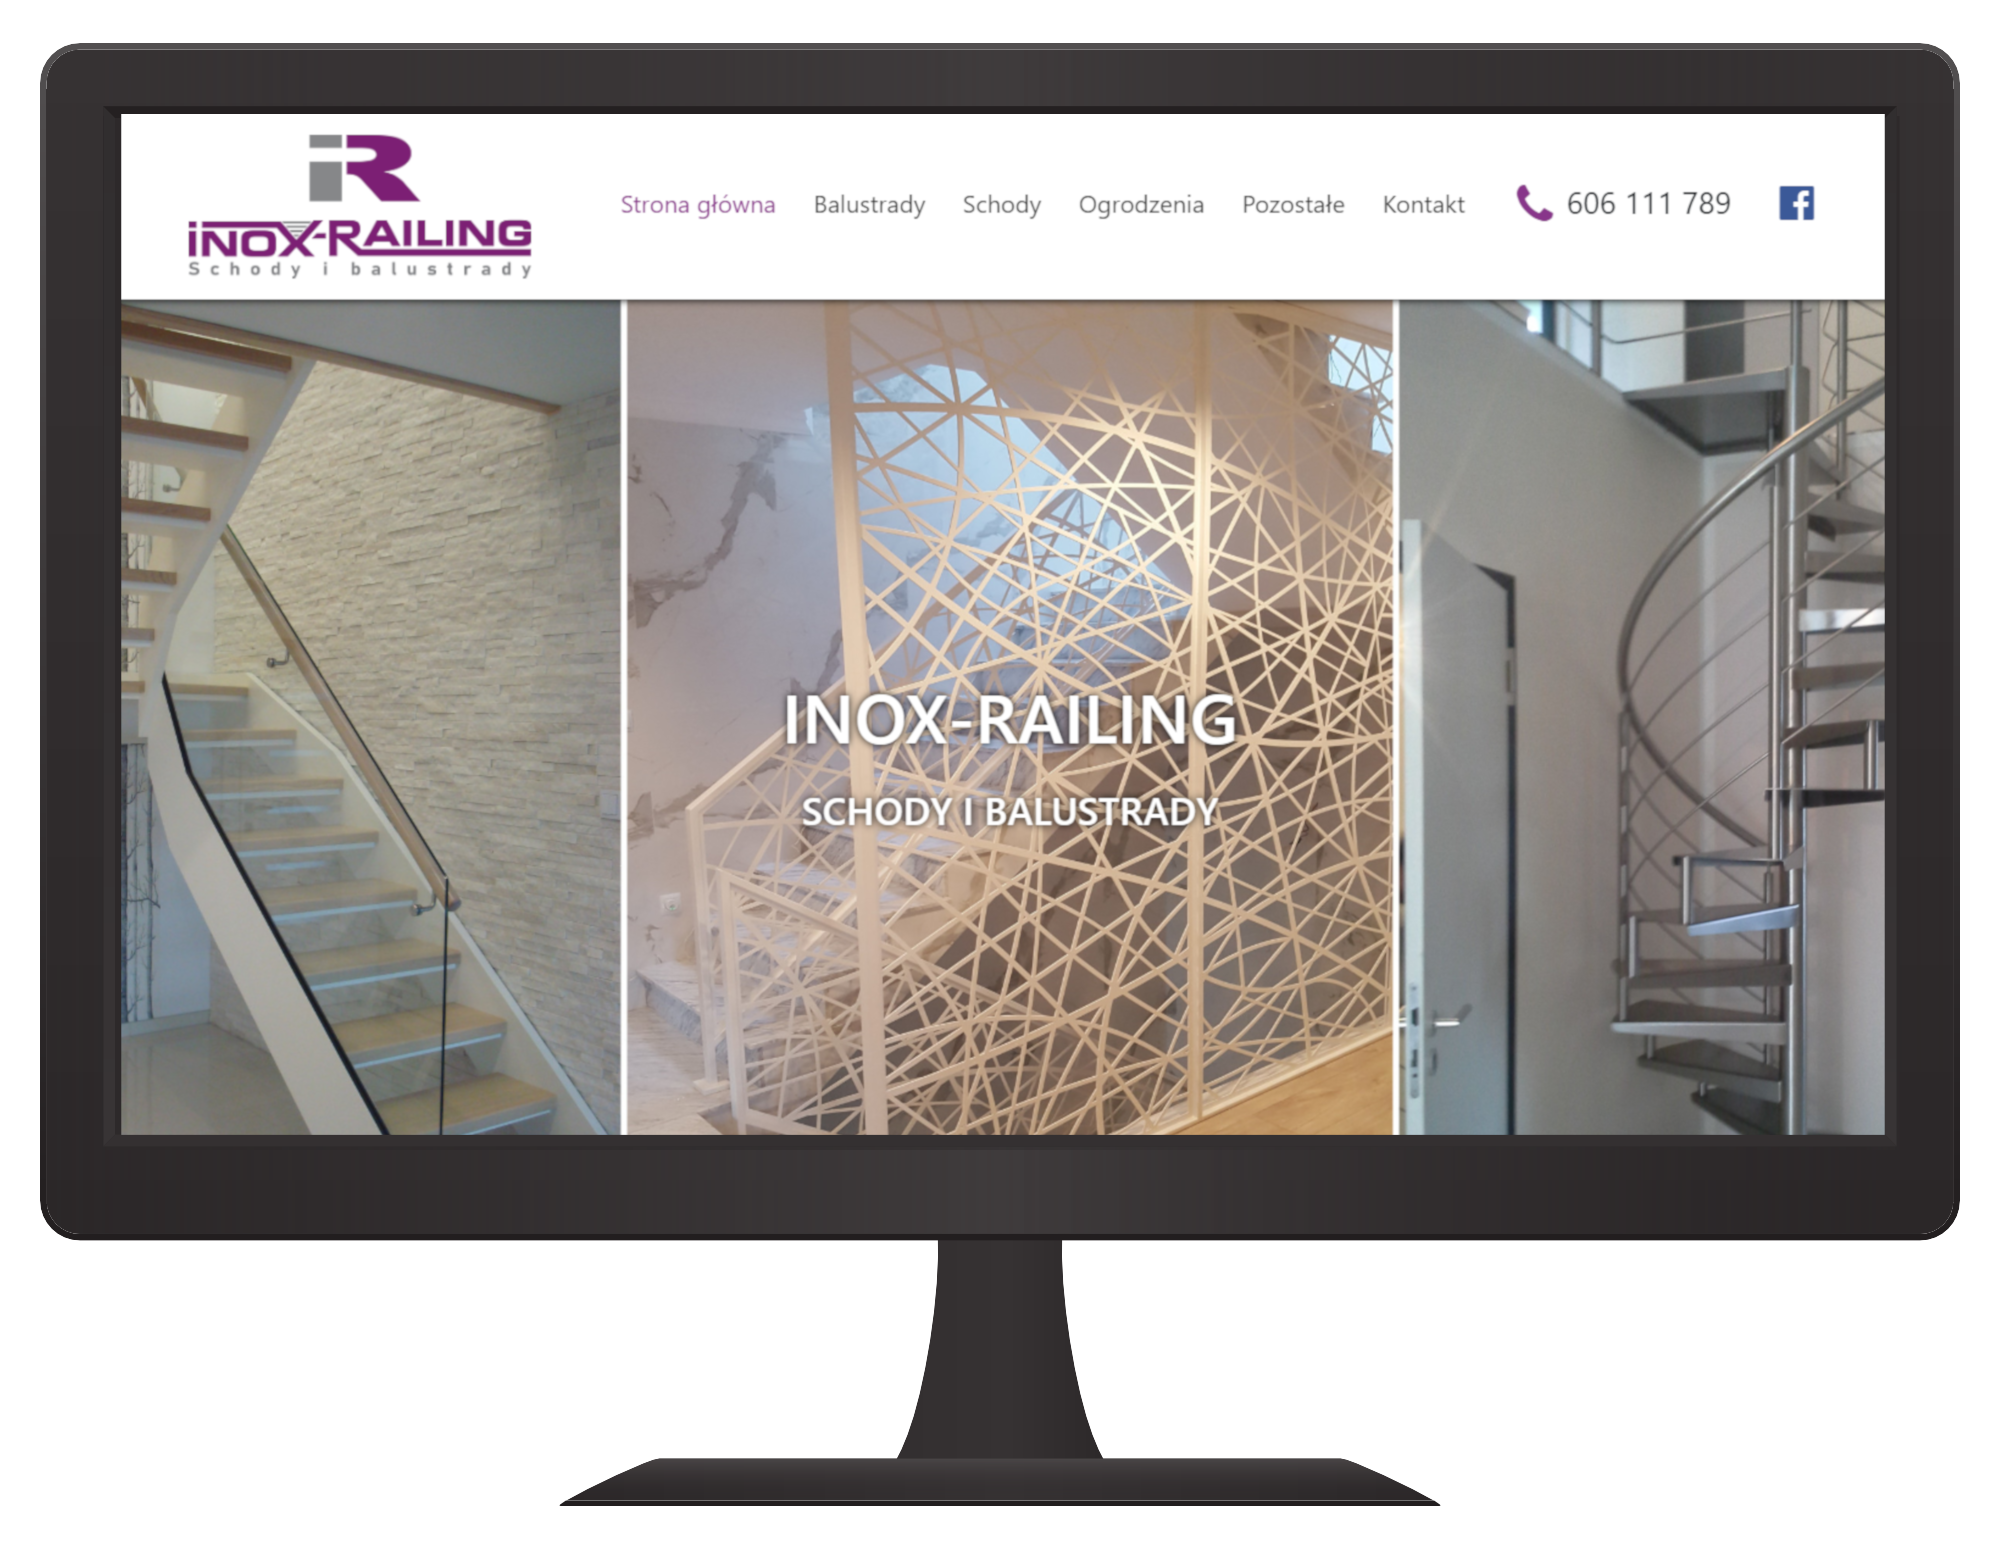 iR
iNOX-RAILING
Schody i balustrady
Strona główna Balustrady Schody Ogrodzenia Pozostałe Kontakt 606 111 789 f
INOX-RAILING
SCHODY I BALUSTRADY